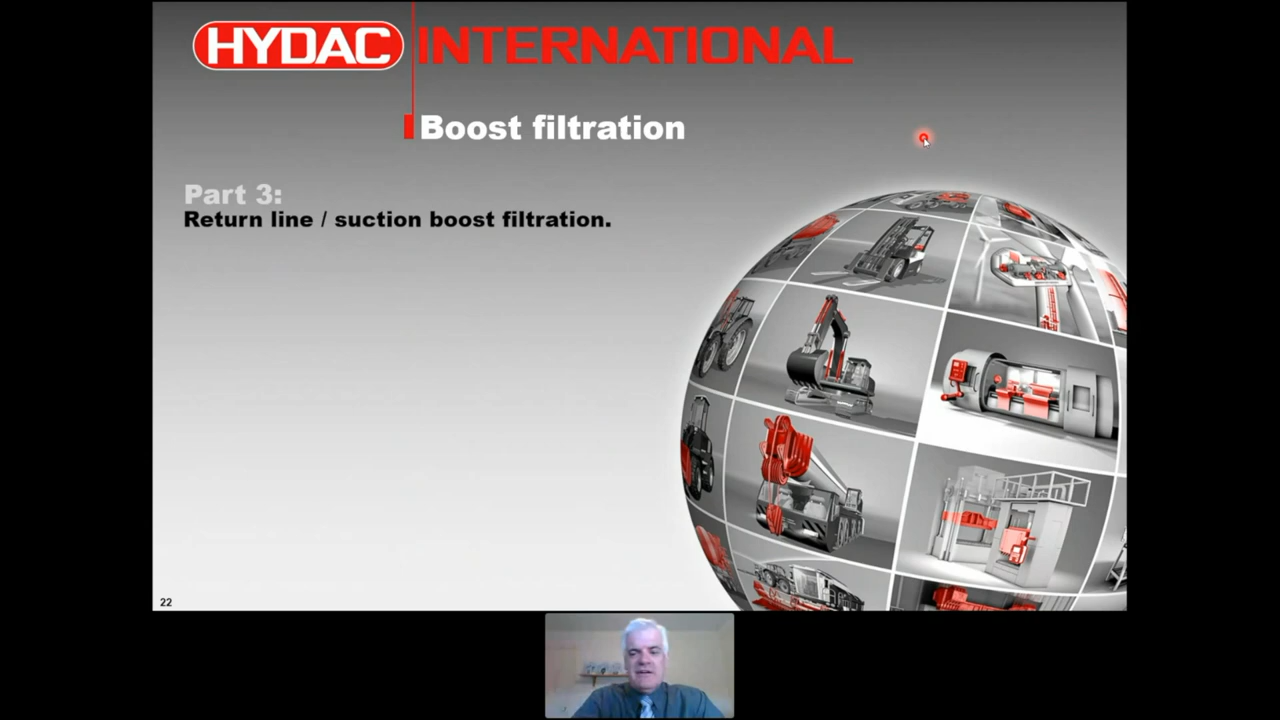 HYDAC INTERNATIONAL
Boost filtration
Part 3:
Return line / suction boost filtration.
22